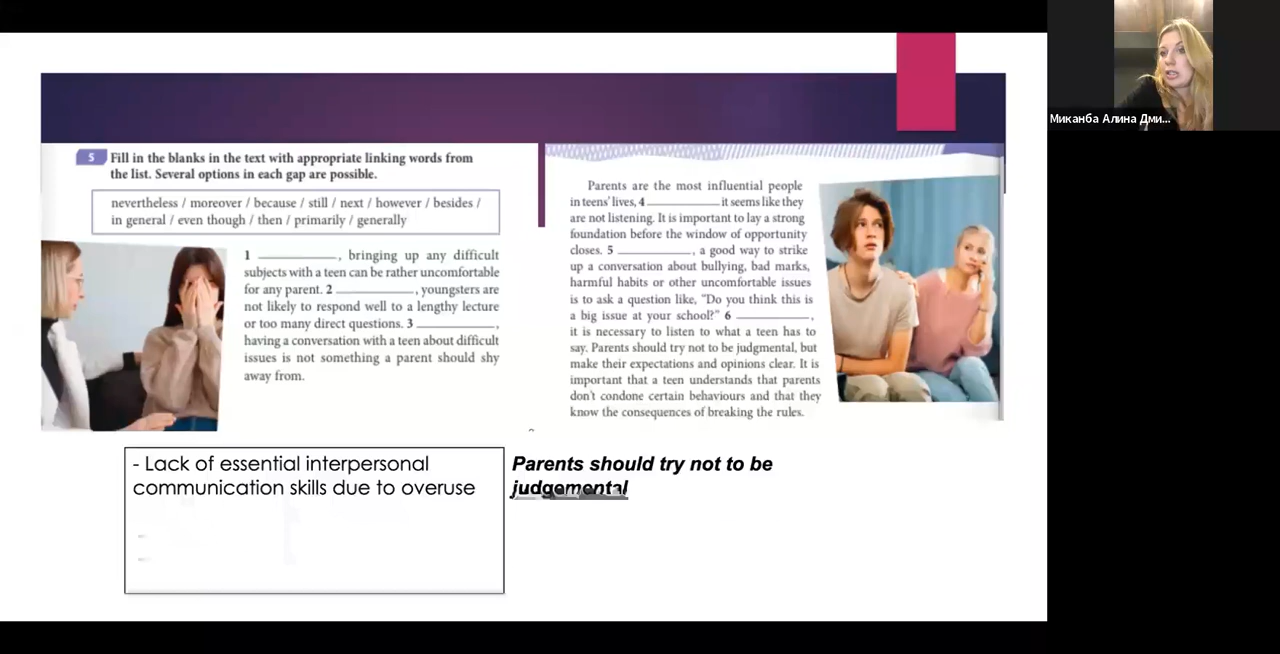 5 Fill in the blanks in the text with appropriate linking words from
the list. Several options in each gap are possible.
nevertheless / moreover / because / still / next / however / besides /
in general / even though / then / primarily / generally
1 ____________, bringing up any difficult
subjects with a teen can be rather uncomfortable
for any parent. 2 ____________, youngsters are
not likely to respond well to a lengthy lecture
or too many direct questions. 3 ____________,
having a conversation with a teen about difficult
issues is not something a parent should shy
away from.
Parents are the most influential people
in teens' lives, 4 ____________ it seems like they
are not listening. It is important to lay a strong
foundation before the window of opportunity
closes. 5 ____________, a good way to strike
up a conversation about bullying, bad marks,
harmful habits or other uncomfortable issues
is to ask a question like, "Do you think this is
a big issue at your school?" 6 ____________,
it is necessary to listen to what a teen has to
say. Parents should try not to be judgmental, but
make their expectations and opinions clear. It is
important that a teen understands that parents
don't condone certain behaviours and that they
know the consequences of breaking the rules.
- Lack of essential interpersonal
communication skills due to overuse
Parents should try not to be
judgemental
Миканба Алина Дми...